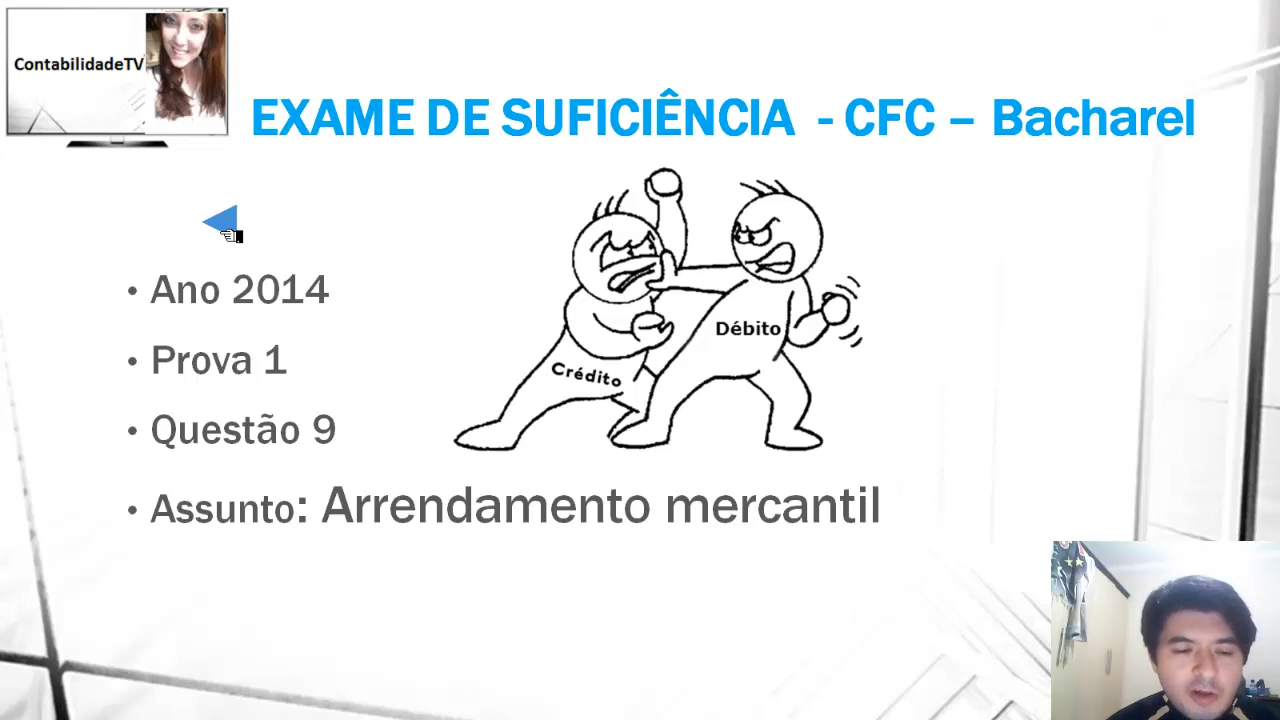 ContabilidadeTV
EXAME DE SUFICIÊNCIA - CFC – Bacharel
• Ano 2014
• Prova 1
• Questão 9
• Assunto: Arrendamento mercantil
Débito
Crédito